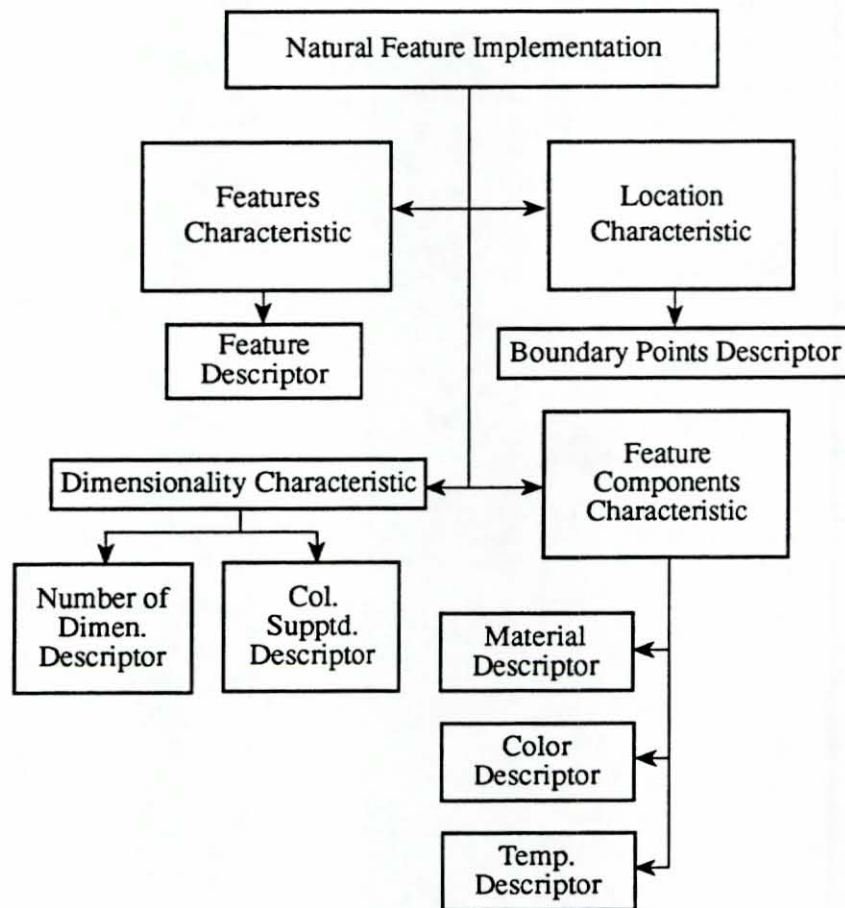 Natural Feature Implementation
Features
Characteristic
Location
Characteristic
Feature
Descriptor
Boundary Points Descriptor
Dimensionality Characteristic
Feature
Components
Characteristic
Number of
Dimen.
Descriptor
Col.
Supptd.
Descriptor
Material
Descriptor
Color
Descriptor
Temp.
Descriptor